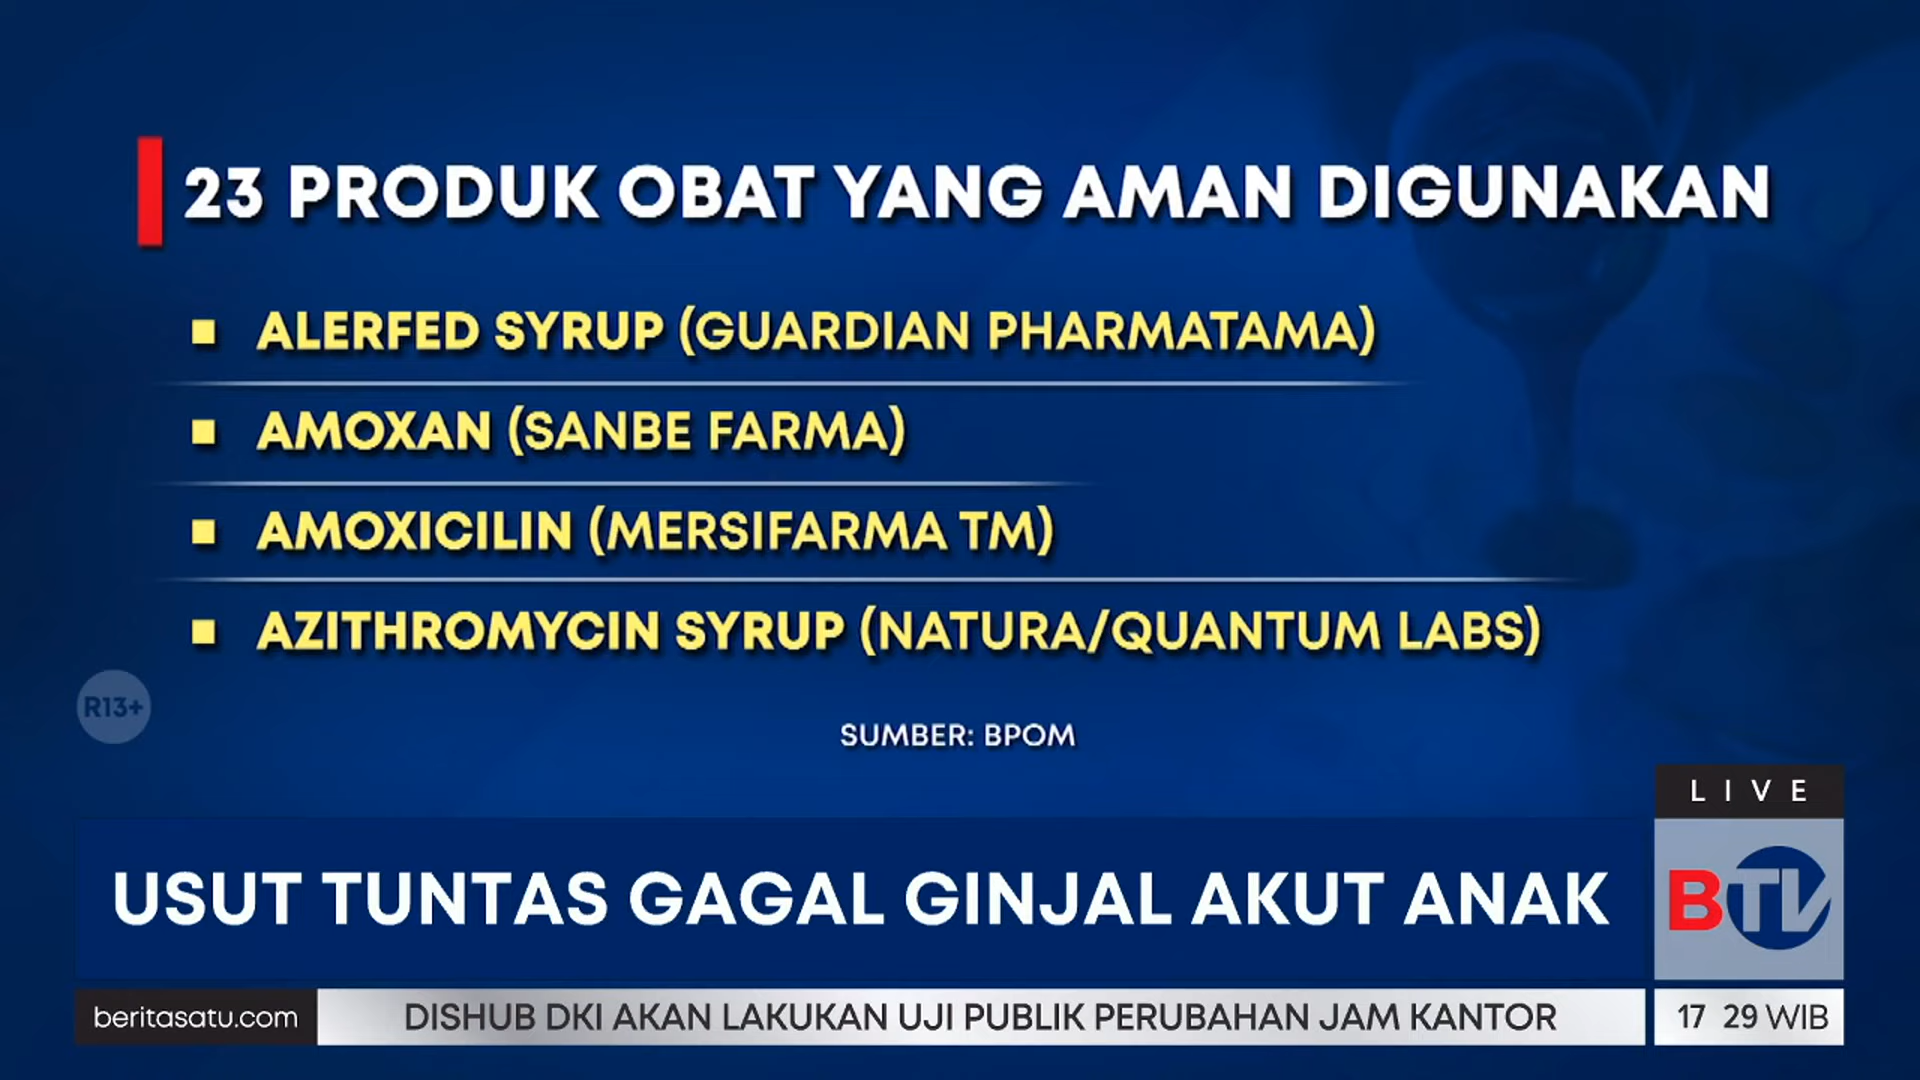 23 PRODUK OBAT YANG AMAN DIGUNAKAN
ALERFED SYRUP (GUARDIAN PHARMATAMA)
AMOXAN (SANBE FARMA)
AMOXICILIN (MERSIFARMA TM)
AZITHROMYCIN SYRUP (NATURA/QUANTUM LABS)
R13+
SUMBER: BPOM
LIVE
USUT TUNTAS GAGAL GINJAL AKUT ANAK
BTV
beritasatu.com
DISHUB DKI AKAN LAKUKAN UJI PUBLIK PERUBAHAN JAM KANTOR
17 29 WIB